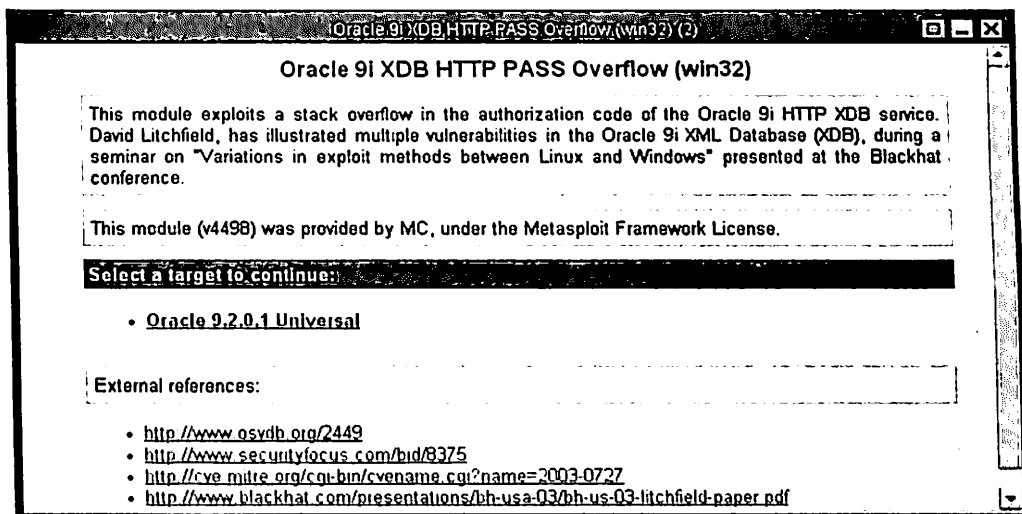 Oracle 9i XDB HTTP PASS Overflow (win32) (2)
Oracle 9i XDB HTTP PASS Overflow (win32)
This module exploits a stack overflow in the authorization code of the Oracle 9i HTTP XDB service.
David Litchfield, has illustrated multiple vulnerabilities in the Oracle 9i XML Database (XDB), during a
seminar on "Variations in exploit methods between Linux and Windows" presented at the Blackhat
conference.
This module (v4498) was provided by MC, under the Metasploit Framework License.
Select a target to continue:
• Oracle 9.2.0.1 Universal
External references:
• http://www.osvdb.org/2449
• http://www.securityfocus.com/bid/8375
• http://cve.mitre.org/cgi-bin/cvename.cgi?name=2003-0727
• http://www.blackhat.com/presentations/bh-usa-03/bh-us-03-litchfield-paper.pdf